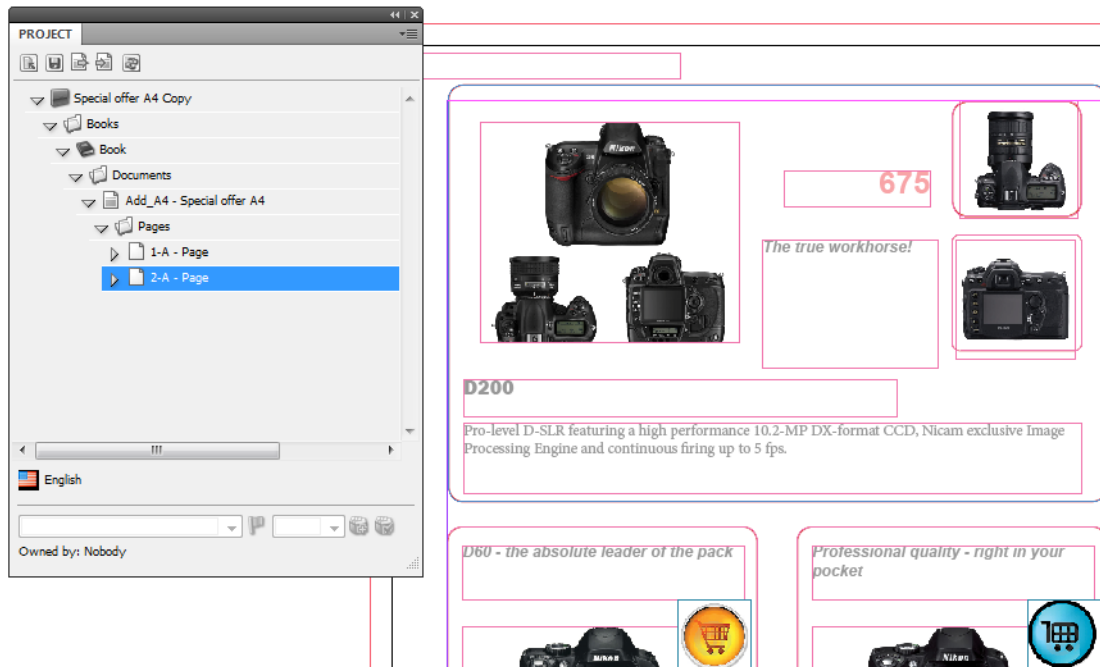 PROJECT
Special offer A4 Copy
Books
Book
Documents
Add_A4 - Special offer A4
Pages
1-A - Page
2-A - Page
English
Owned by: Nobody
Nikon
675
The true workhorse!
D200
Pro-level D-SLR featuring a high performance 10.2-MP DX-format CCD, Nicam exclusive Image
Processing Engine and continuous firing up to 5 fps.
D60 - the absolute leader of the pack
Professional quality - right in your
pocket
Nikon
Nikon